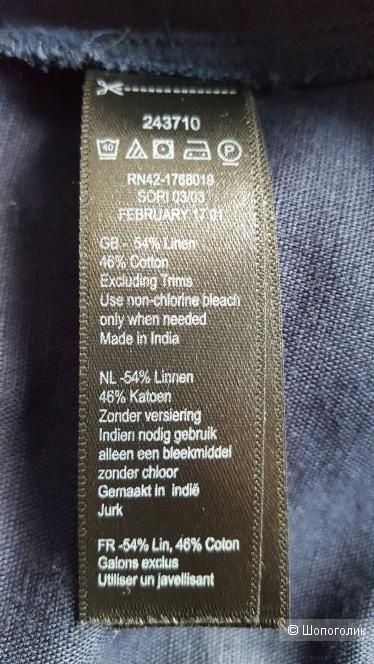 243710
40 P
RN42-1768019
SORI 03/03
FEBRUARY 17 01
GB - 54% Linen
46% Cotton
Excluding Trims
Use non-chlorine bleach
only when needed
Made in India
NL -54% Linnen
46% Katoen
Zonder versiering
Indien nodig gebruik
alleen een bleekmiddel
zonder chloor
Gemaakt in indië
Jurk
FR -54% Lin, 46% Coton
Galons exclus
Utiliser un javellisant
© Шопоголик